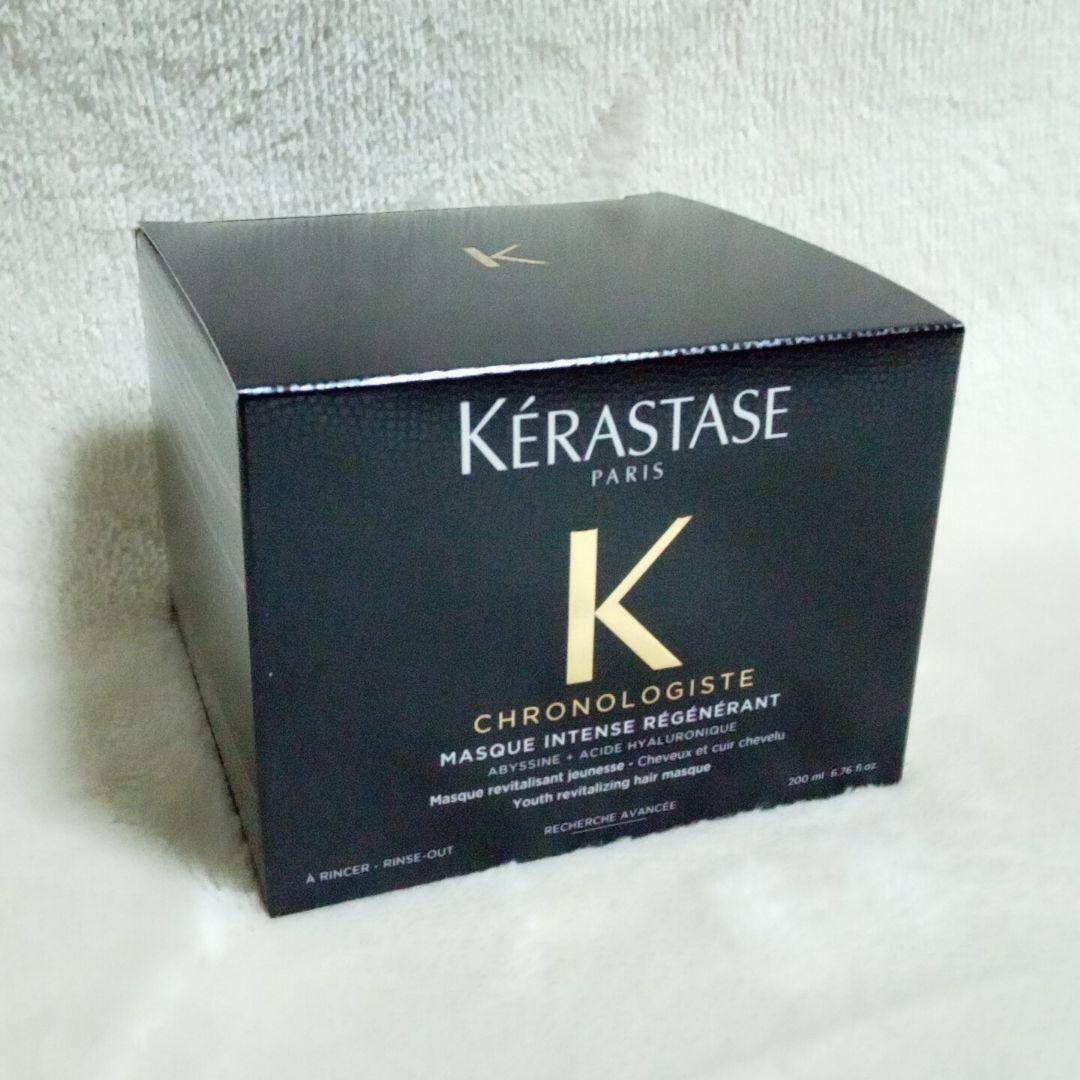 K
KÉRASTASE
PARIS
K
CHRONOLOGISTE
MASQUE INTENSE RÉGÉNÉRANT
ABYSSINE + ACIDE HYALURONIQUE
Masque revitalisant jeunesse - Cheveux et cuir chevelu
Youth revitalizing hair masque
200 ml 6.76 fl.oz.
RECHERCHE AVANCÉE
À RINCER - RINSE-OUT